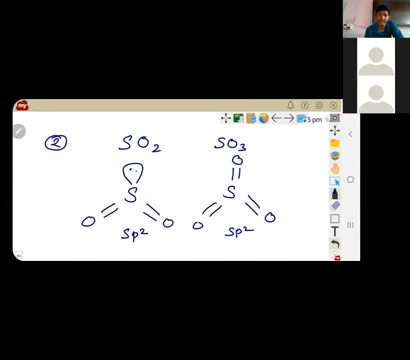 my
5 pm
② SO₂ SO₃
O
S S
O O O O
Sp² Sp²
T